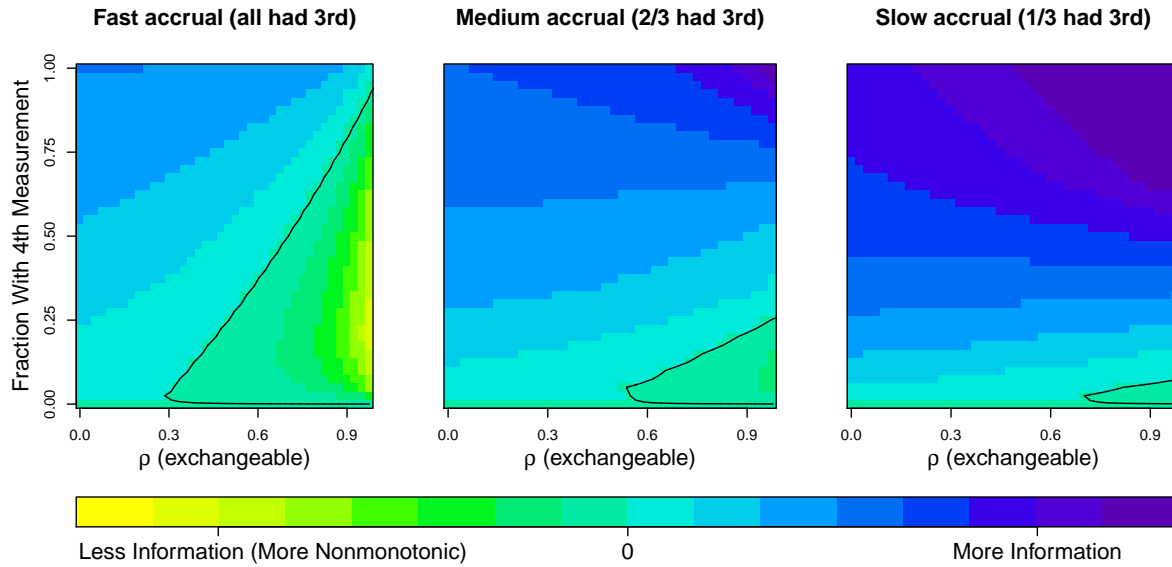 Fast accrual (all had 3rd)
Medium accrual (2/3 had 3rd)
Slow accrual (1/3 had 3rd)
Fraction With 4th Measurement
1.00
0.75
0.50
0.25
0.00
0.0 0.3 0.6 0.9
ρ (exchangeable)
0.0 0.3 0.6 0.9
ρ (exchangeable)
0.0 0.3 0.6 0.9
ρ (exchangeable)
Less Information (More Nonmonotonic) 0 More Information